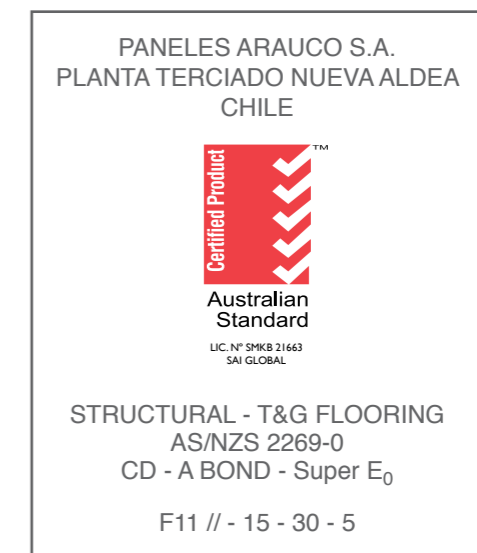 PANELES ARAUCO S.A.
PLANTA TERCIADO NUEVA ALDEA
CHILE
Certified Product
TM
Australian
Standard
LIC. Nº SMKB 21663
SAI GLOBAL
STRUCTURAL - T&G FLOORING
AS/NZS 2269-0
CD - A BOND - Super E₀
F11 // - 15 - 30 - 5